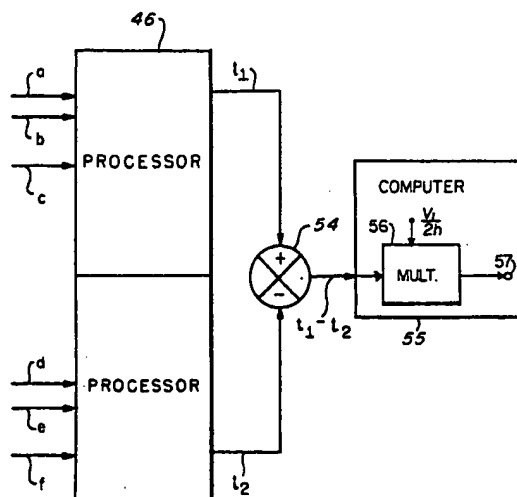 46
a
b
c
PROCESSOR
t₁
54
+
-
t₁-t₂
COMPUTER
56
V₁/2h
MULT.
57
55
PROCESSOR
d
e
f
t₂